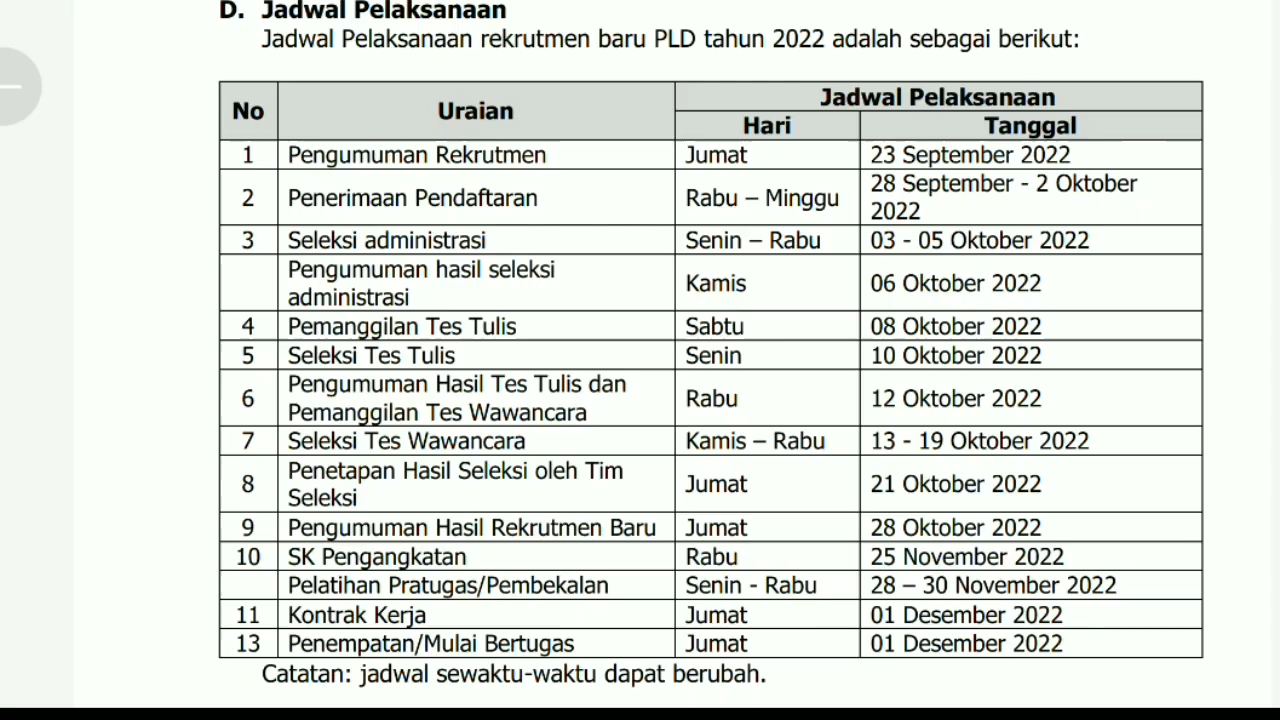 D. Jadwal Pelaksanaan
Jadwal Pelaksanaan rekrutmen baru PLD tahun 2022 adalah sebagai berikut:
No Uraian Jadwal Pelaksanaan
Hari Tanggal
1 Pengumuman Rekrutmen Jumat 23 September 2022
2 Penerimaan Pendaftaran Rabu – Minggu 28 September - 2 Oktober
2022
3 Seleksi administrasi Senin – Rabu 03 - 05 Oktober 2022
Pengumuman hasil seleksi
administrasi Kamis 06 Oktober 2022
4 Pemanggilan Tes Tulis Sabtu 08 Oktober 2022
5 Seleksi Tes Tulis Senin 10 Oktober 2022
6 Pengumuman Hasil Tes Tulis dan
Pemanggilan Tes Wawancara Rabu 12 Oktober 2022
7 Seleksi Tes Wawancara Kamis – Rabu 13 - 19 Oktober 2022
8 Penetapan Hasil Seleksi oleh Tim
Seleksi Jumat 21 Oktober 2022
9 Pengumuman Hasil Rekrutmen Baru Jumat 28 Oktober 2022
10 SK Pengangkatan Rabu 25 November 2022
Pelatihan Pratugas/Pembekalan Senin - Rabu 28 – 30 November 2022
11 Kontrak Kerja Jumat 01 Desember 2022
13 Penempatan/Mulai Bertugas Jumat 01 Desember 2022
Catatan: jadwal sewaktu-waktu dapat berubah.